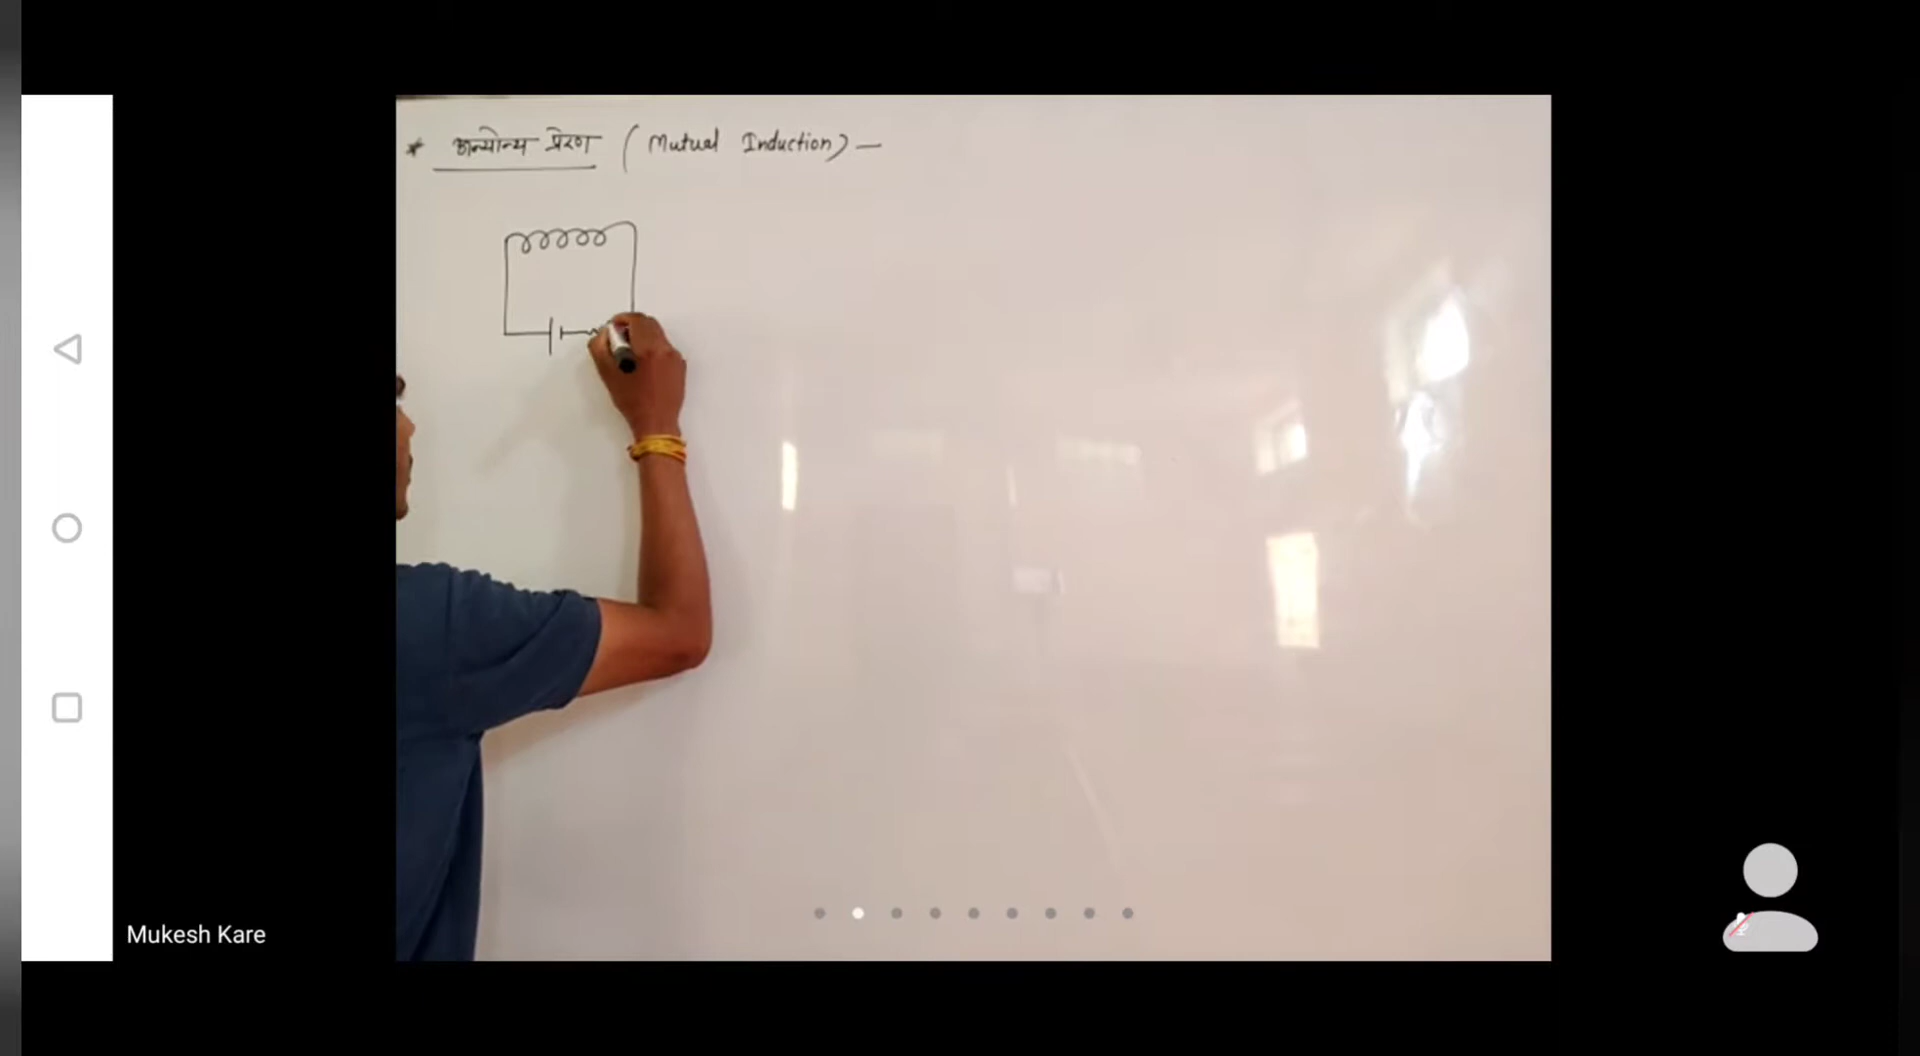 * अन्योन्य प्रेरण (Mutual Induction) —
Mukesh Kare